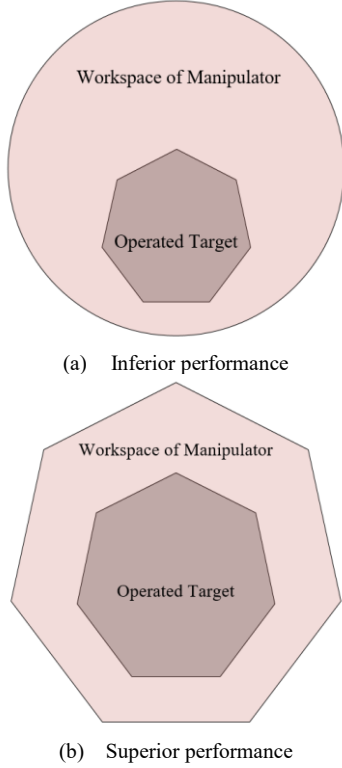 Workspace of Manipulator
Operated Target
(a) Inferior performance
Workspace of Manipulator
Operated Target
(b) Superior performance